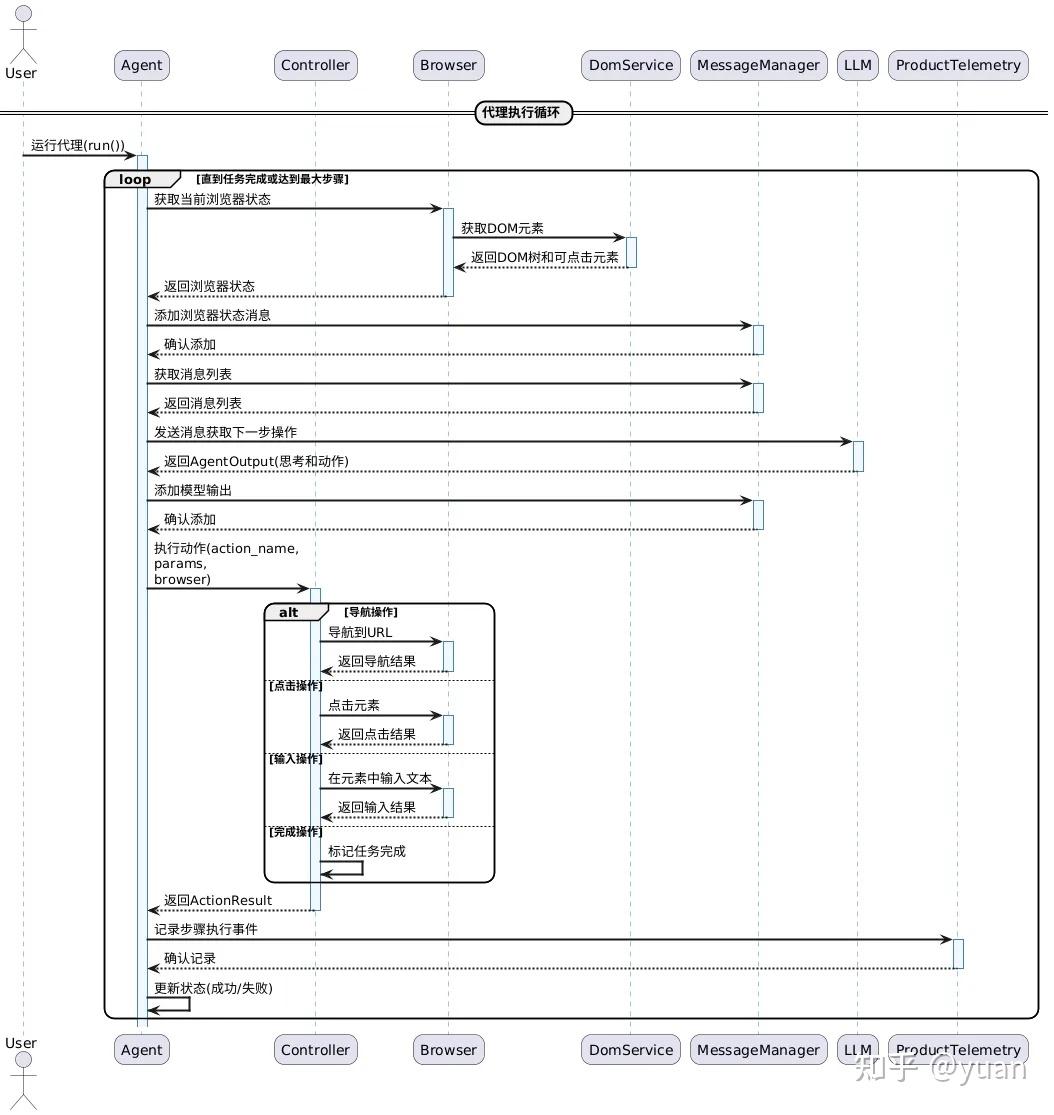 User
Agent
Controller
Browser
DomService
MessageManager
LLM
ProductTelemetry
代理执行循环
运行代理(run())
loop
[直到任务完成或达到最大步骤]
获取当前浏览器状态
获取DOM元素
返回DOM树和可点击元素
返回浏览器状态
添加浏览器状态消息
确认添加
获取消息列表
返回消息列表
发送消息获取下一步操作
返回AgentOutput(思考和动作)
添加模型输出
确认添加
执行动作(action_name,
params,
browser)
alt
[导航操作]
导航到URL
返回导航结果
[点击操作]
点击元素
返回点击结果
[输入操作]
在元素中输入文本
返回输入结果
[完成操作]
标记任务完成
返回ActionResult
记录步骤执行事件
确认记录
更新状态(成功/失败)
User
Agent
Controller
Browser
DomService
MessageManager
LLM
ProductTelemetry
知乎 @yuan